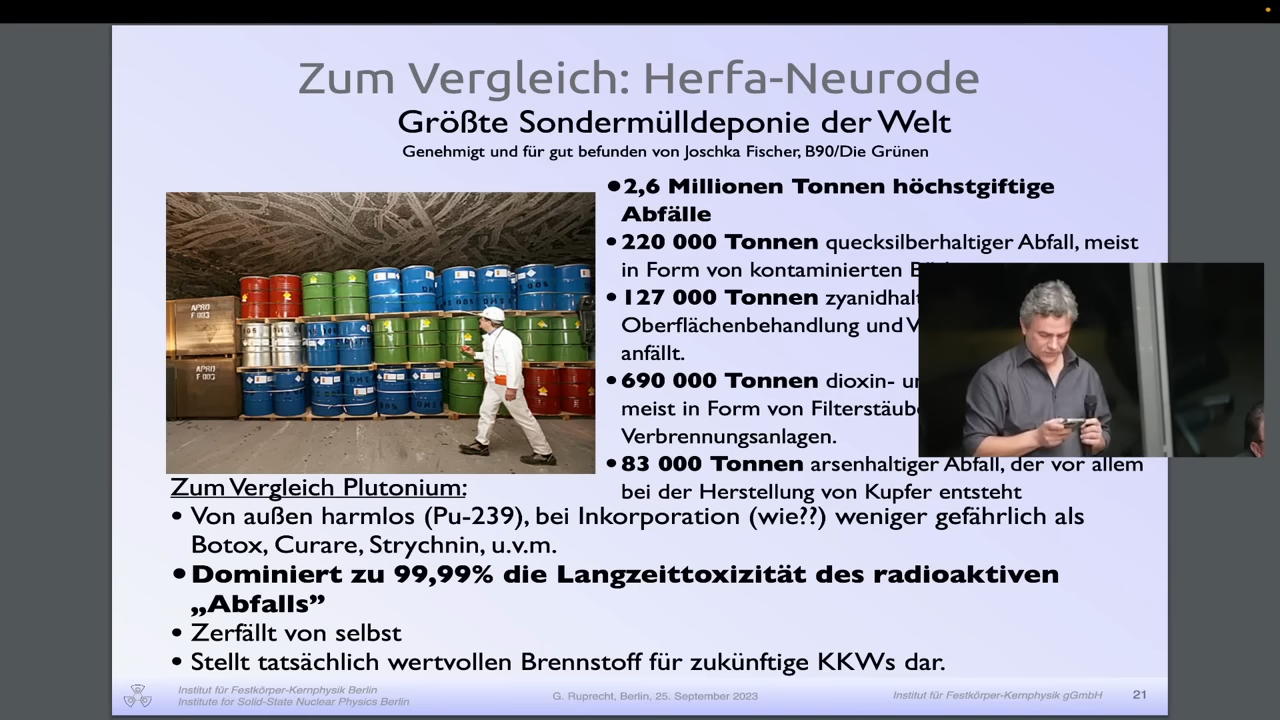 Zum Vergleich: Herfa-Neurode
Größte Sondermülldeponie der Welt
Genehmigt und für gut befunden von Joschka Fischer, B90/Die Grünen
•2,6 Millionen Tonnen höchstgiftige
Abfälle
•220 000 Tonnen quecksilberhaltiger Abfall, meist
in Form von kontaminierten
•127 000 Tonnen
Oberflächenbehandlung und
anfällt.
•690 000 Tonnen dioxin-
meist in Form von
Verbrennungsanlagen.
•83 000 Tonnen arsenhaltiger Abfall, der vor allem
bei der Herstellung von Kupfer entsteht
APRO
F 003
APRO
F 003
Zum Vergleich Plutonium:
• Von außen harmlos (Pu-239), bei Inkorporation (wie??) weniger gefährlich als
Botox, Curare, Strychnin, u.v.m.
•Dominiert zu 99,99% die Langzeittoxizität des radioaktiven
„Abfalls”
• Zerfällt von selbst
• Stellt tatsächlich wertvollen Brennstoff für zukünftige KKWs dar.
Institut für Festkörper-Kernphysik Berlin
Institute for Solid-State Nuclear Physics Berlin
G. Ruprecht, Berlin, 25. September 2023
Institut für Festkörper-Kernphysik gGmbH
21